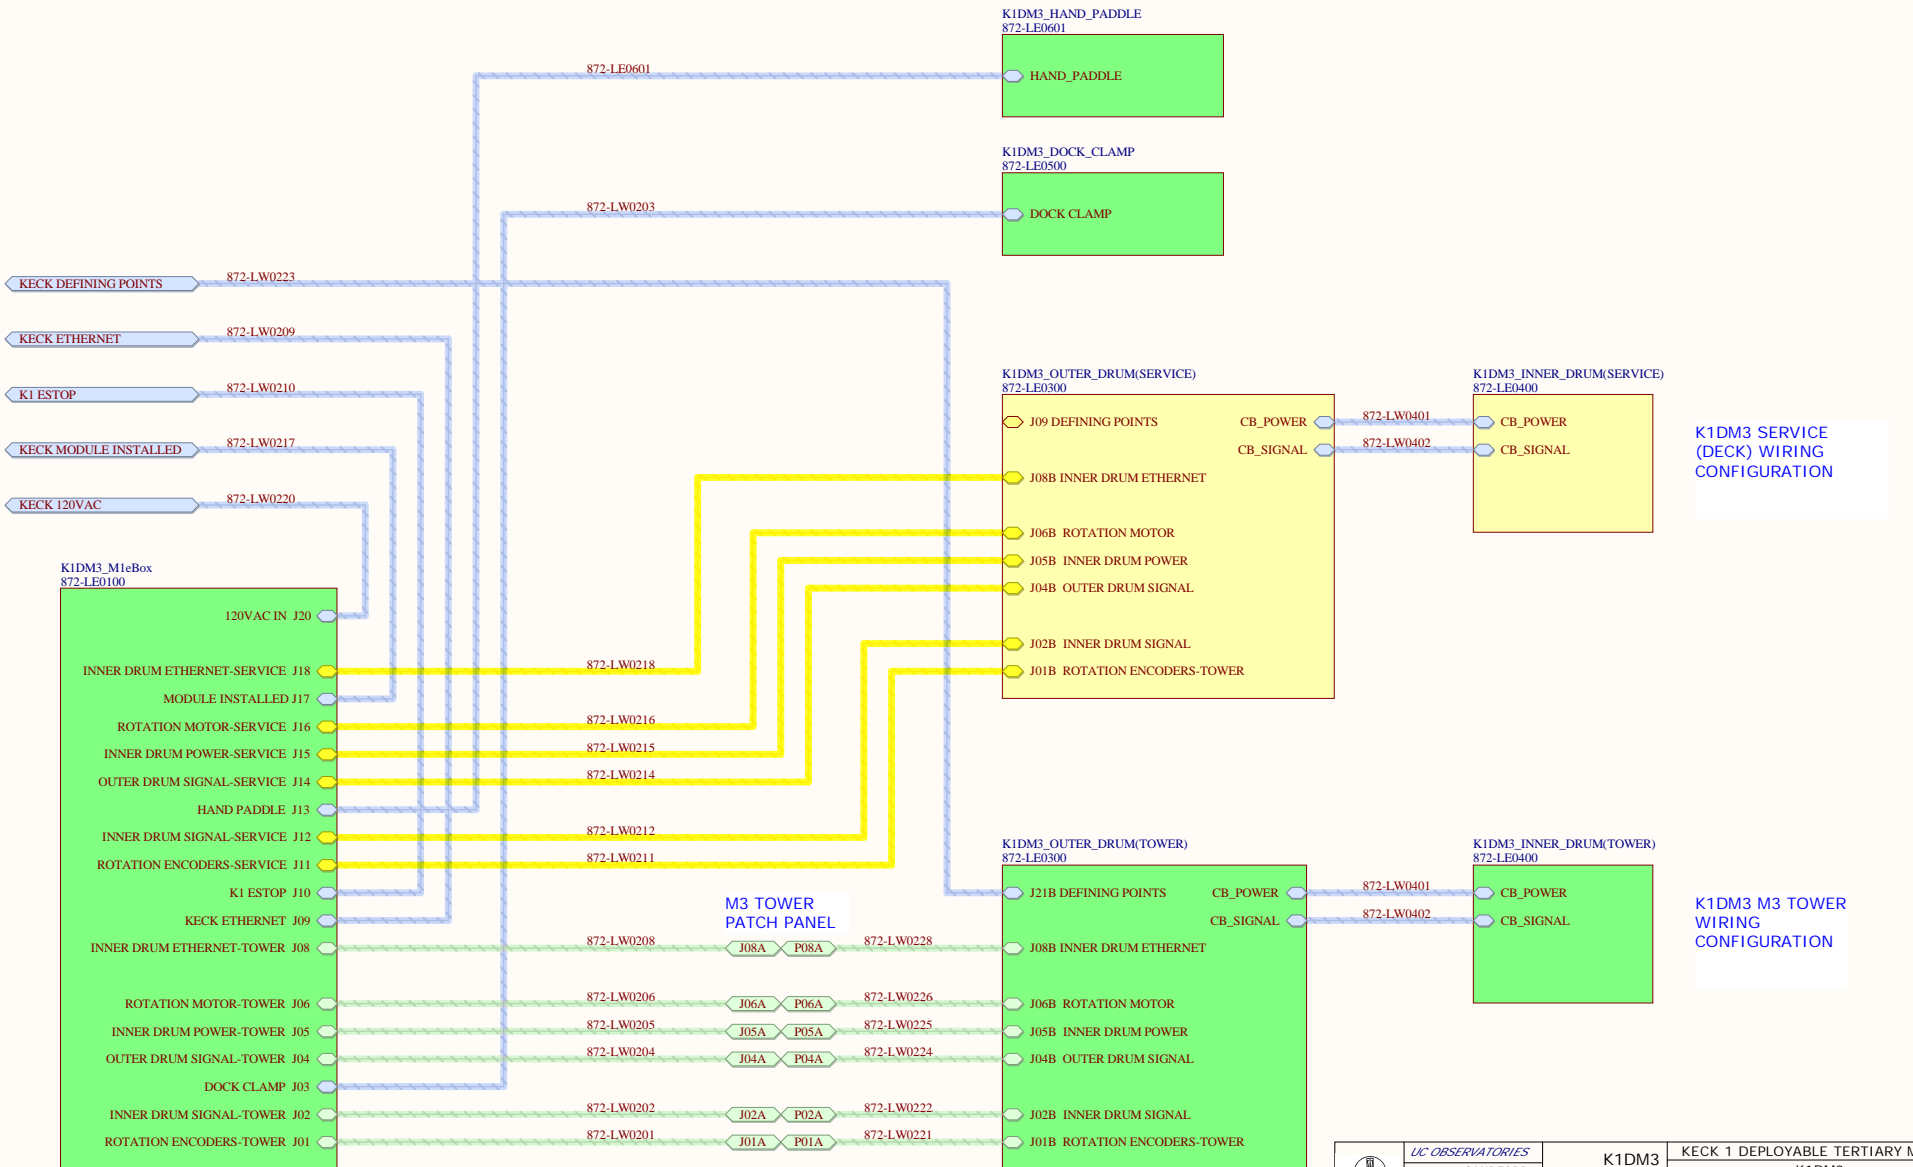 K1DM3_HAND_PADDLE
872-LE0601
872-LE0601
HAND_PADDLE
K1DM3_DOCK_CLAMP
872-LE0500
872-LW0203
DOCK CLAMP
KECK DEFINING POINTS
872-LW0223
KECK ETHERNET
872-LW0209
K1 ESTOP
872-LW0210
KECK MODULE INSTALLED
872-LW0217
KECK 120VAC
872-LW0220
K1DM3_OUTER_DRUM(SERVICE)
872-LE0300
J09 DEFINING POINTS
CB_POWER
CB_SIGNAL
J08B INNER DRUM ETHERNET
J06B ROTATION MOTOR
J05B INNER DRUM POWER
J04B OUTER DRUM SIGNAL
J02B INNER DRUM SIGNAL
J01B ROTATION ENCODERS-TOWER
872-LW0401
872-LW0402
K1DM3_INNER_DRUM(SERVICE)
872-LE0400
CB_POWER
CB_SIGNAL
K1DM3 SERVICE
(DECK) WIRING
CONFIGURATION
K1DM3_M1eBox
872-LE0100
120VAC IN J20
INNER DRUM ETHERNET-SERVICE J18
MODULE INSTALLED J17
ROTATION MOTOR-SERVICE J16
INNER DRUM POWER-SERVICE J15
OUTER DRUM SIGNAL-SERVICE J14
HAND PADDLE J13
INNER DRUM SIGNAL-SERVICE J12
ROTATION ENCODERS-SERVICE J11
K1 ESTOP J10
KECK ETHERNET J09
INNER DRUM ETHERNET-TOWER J08
ROTATION MOTOR-TOWER J06
INNER DRUM POWER-TOWER J05
OUTER DRUM SIGNAL-TOWER J04
DOCK CLAMP J03
INNER DRUM SIGNAL-TOWER J02
ROTATION ENCODERS-TOWER J01
872-LW0218
872-LW0216
872-LW0215
872-LW0214
872-LW0212
872-LW0211
M3 TOWER
PATCH PANEL
872-LW0208 J08A P08A 872-LW0228
872-LW0206 J06A P06A 872-LW0226
872-LW0205 J05A P05A 872-LW0225
872-LW0204 J04A P04A 872-LW0224
872-LW0202 J02A P02A 872-LW0222
872-LW0201 J01A P01A 872-LW0221
K1DM3_OUTER_DRUM(TOWER)
872-LE0300
J21B DEFINING POINTS
CB_POWER
CB_SIGNAL
J08B INNER DRUM ETHERNET
J06B ROTATION MOTOR
J05B INNER DRUM POWER
J04B OUTER DRUM SIGNAL
J02B INNER DRUM SIGNAL
J01B ROTATION ENCODERS-TOWER
872-LW0401
872-LW0402
K1DM3_INNER_DRUM(TOWER)
872-LE0400
CB_POWER
CB_SIGNAL
K1DM3 M3 TOWER
WIRING
CONFIGURATION
UC OBSERVATORIES
K1DM3
KECK 1 DEPLOYABLE TERTIARY